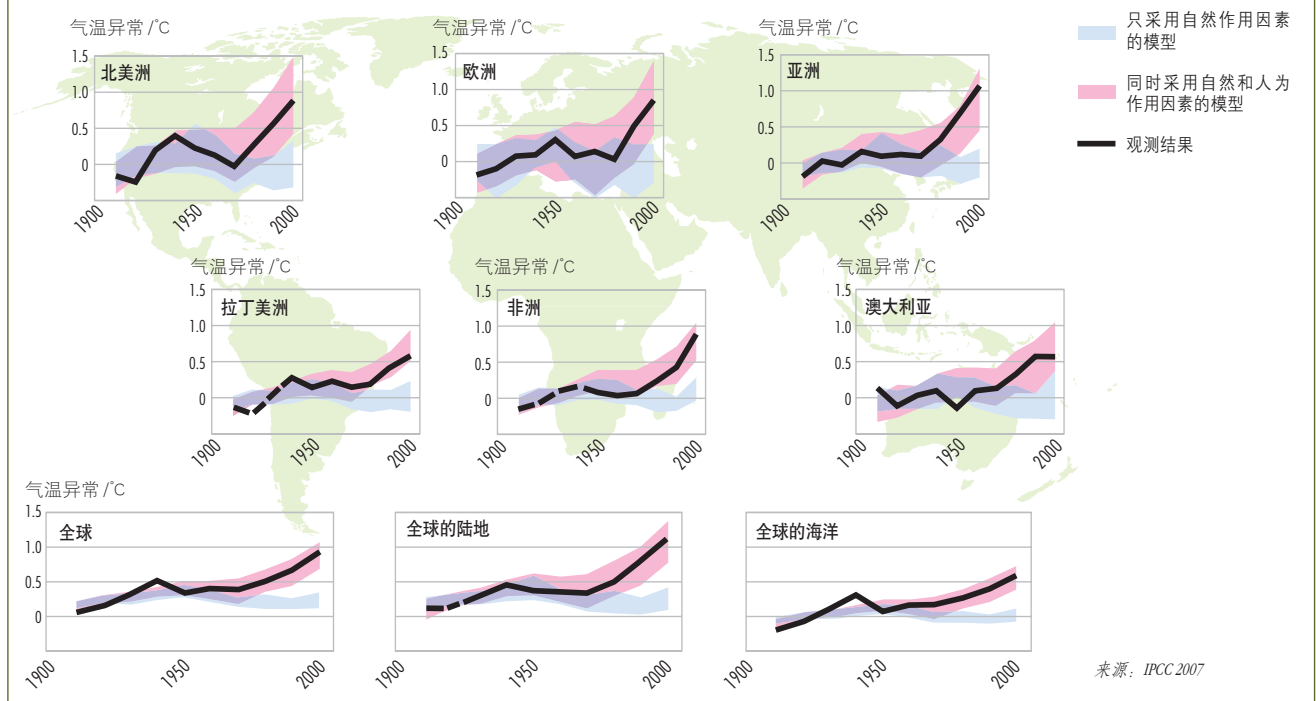 气温异常/℃
气温异常/℃
气温异常/℃
只采用自然作用因素
的模型
同时采用自然和人为
作用因素的模型
观测结果
1.5
1.0
0.5
0
北美洲
1900
1950
2000
1.5
1.0
0.5
0
欧洲
1900
1950
2000
1.5
1.0
0.5
0
亚洲
1900
1950
2000
气温异常/℃
气温异常/℃
气温异常/℃
1.5
1.0
0.5
0
拉丁美洲
1900
1950
2000
1.5
1.0
0.5
0
非洲
1900
1950
2000
1.5
1.0
0.5
0
澳大利亚
1900
1950
2000
气温异常/℃
1.5
1.0
0.5
0
全球
1900
1950
2000
全球的陆地
1900
1950
2000
全球的海洋
1900
1950
2000
来源：IPCC 2007